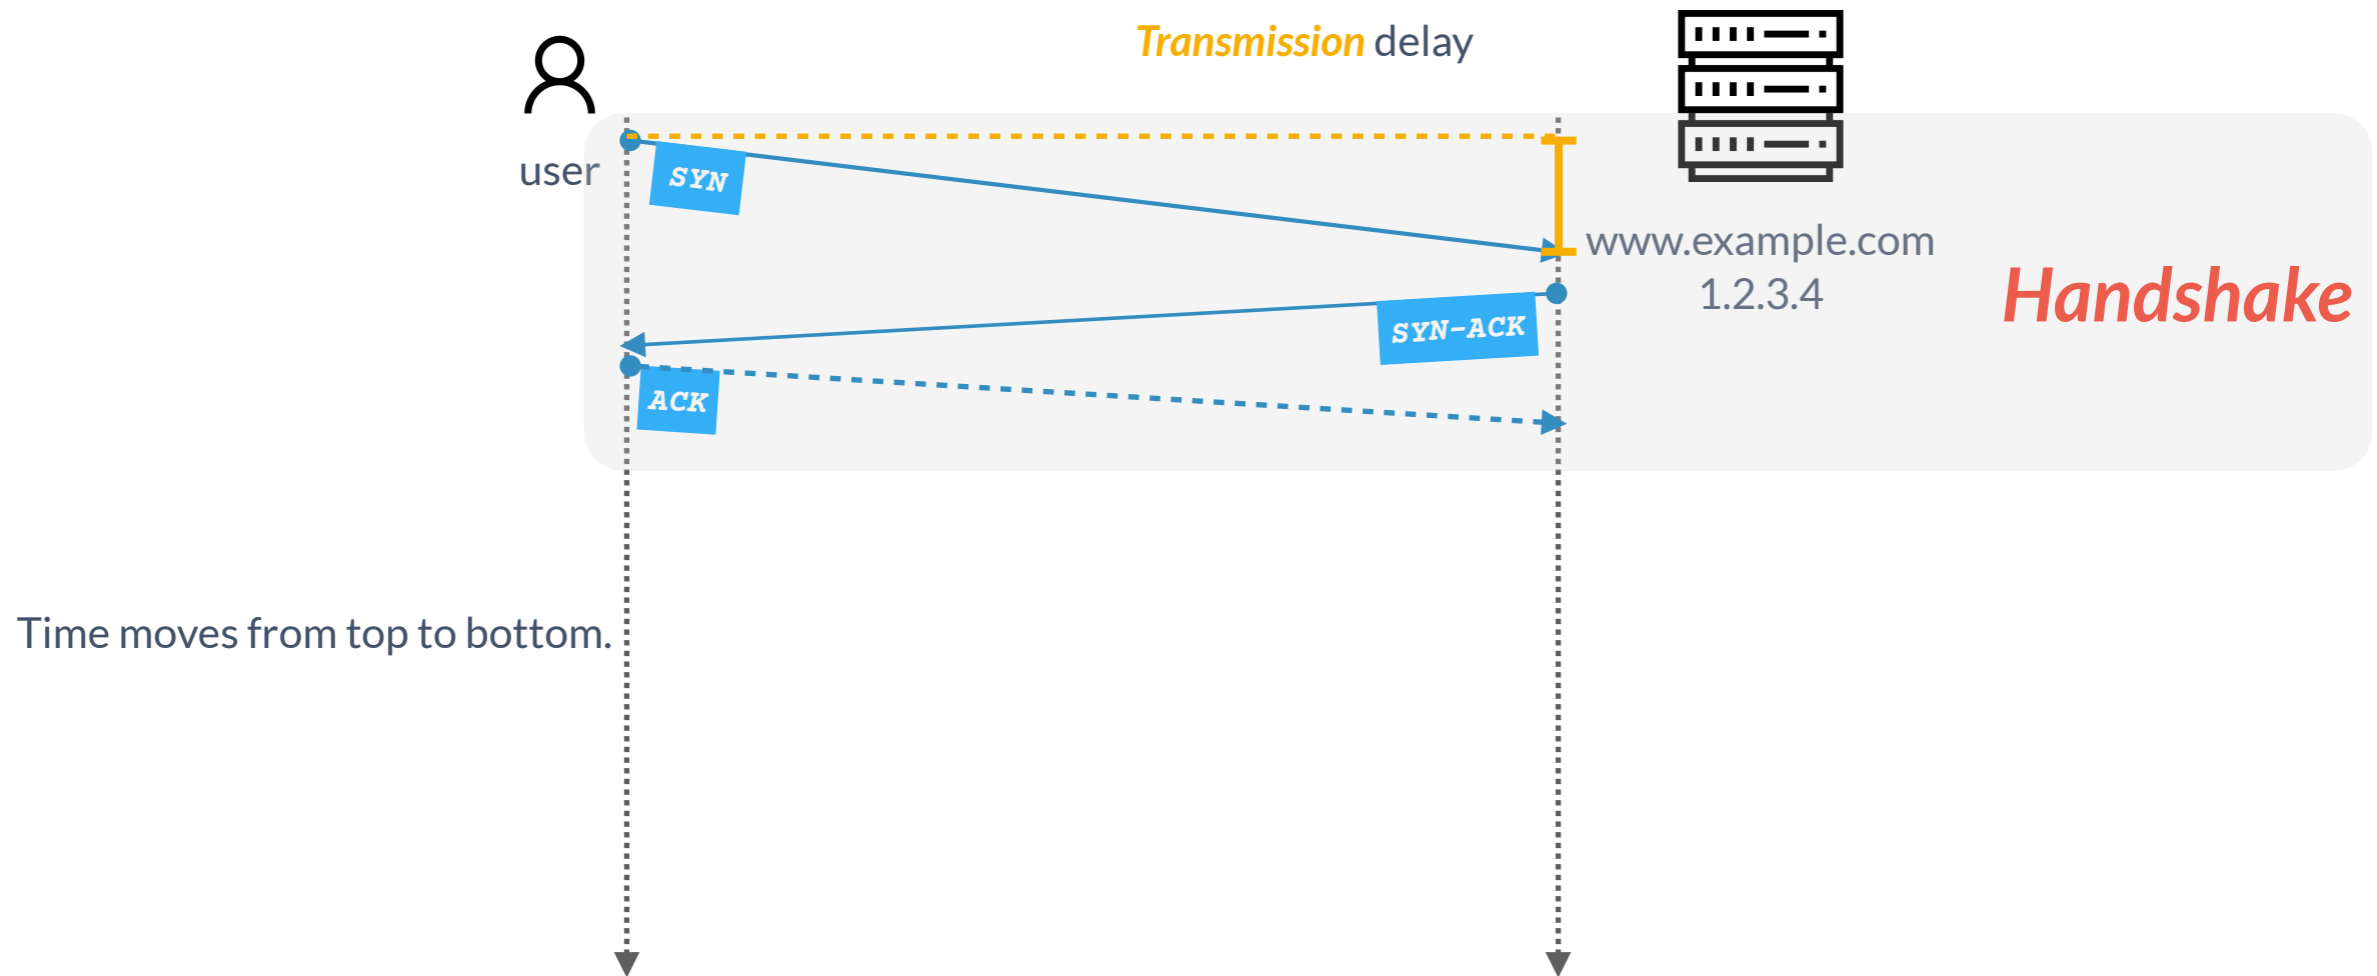 Transmission delay
user
SYN
www.example.com
1.2.3.4
Handshake
SYN-ACK
ACK
Time moves from top to bottom.